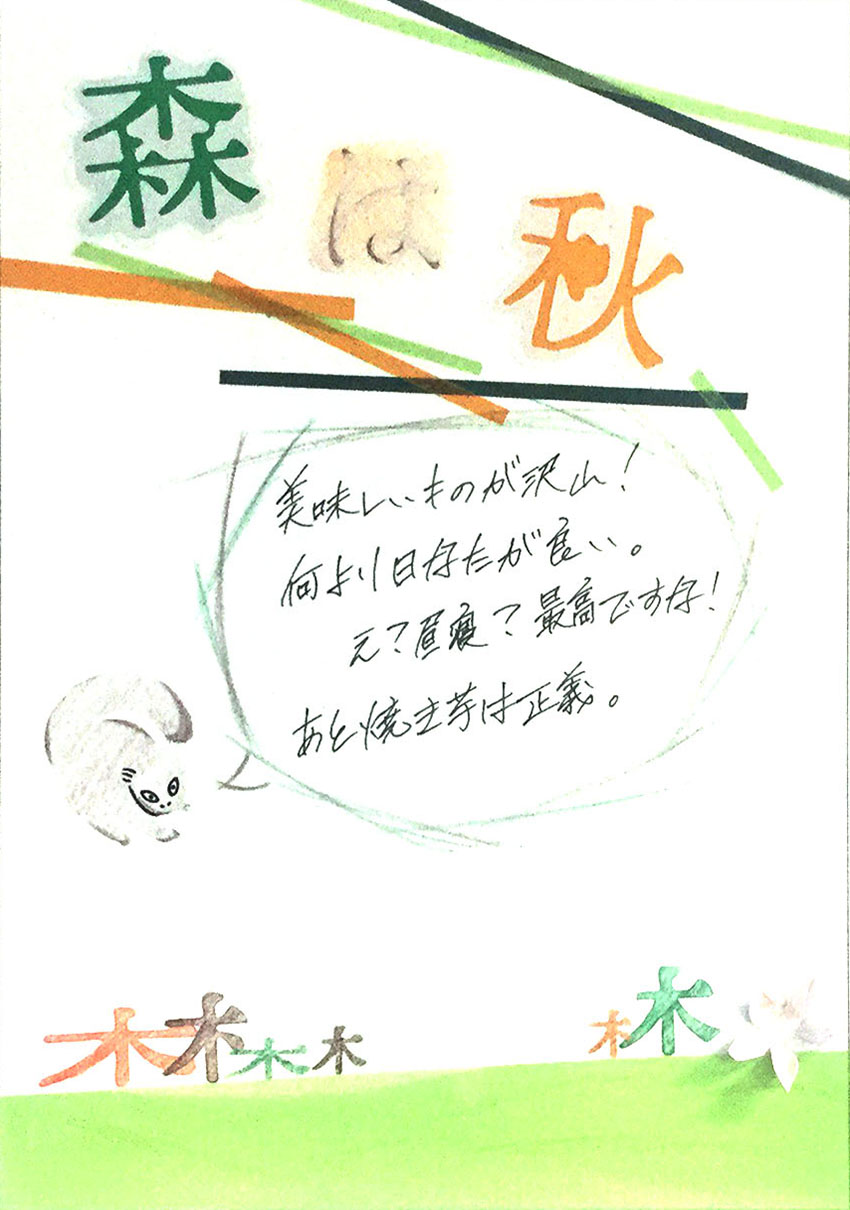 森は秋
美味しいものが沢山！
何より日なたが良い。
え？昼寝？最高ですな！
あと焼き芋は正義。
木木木木
木木